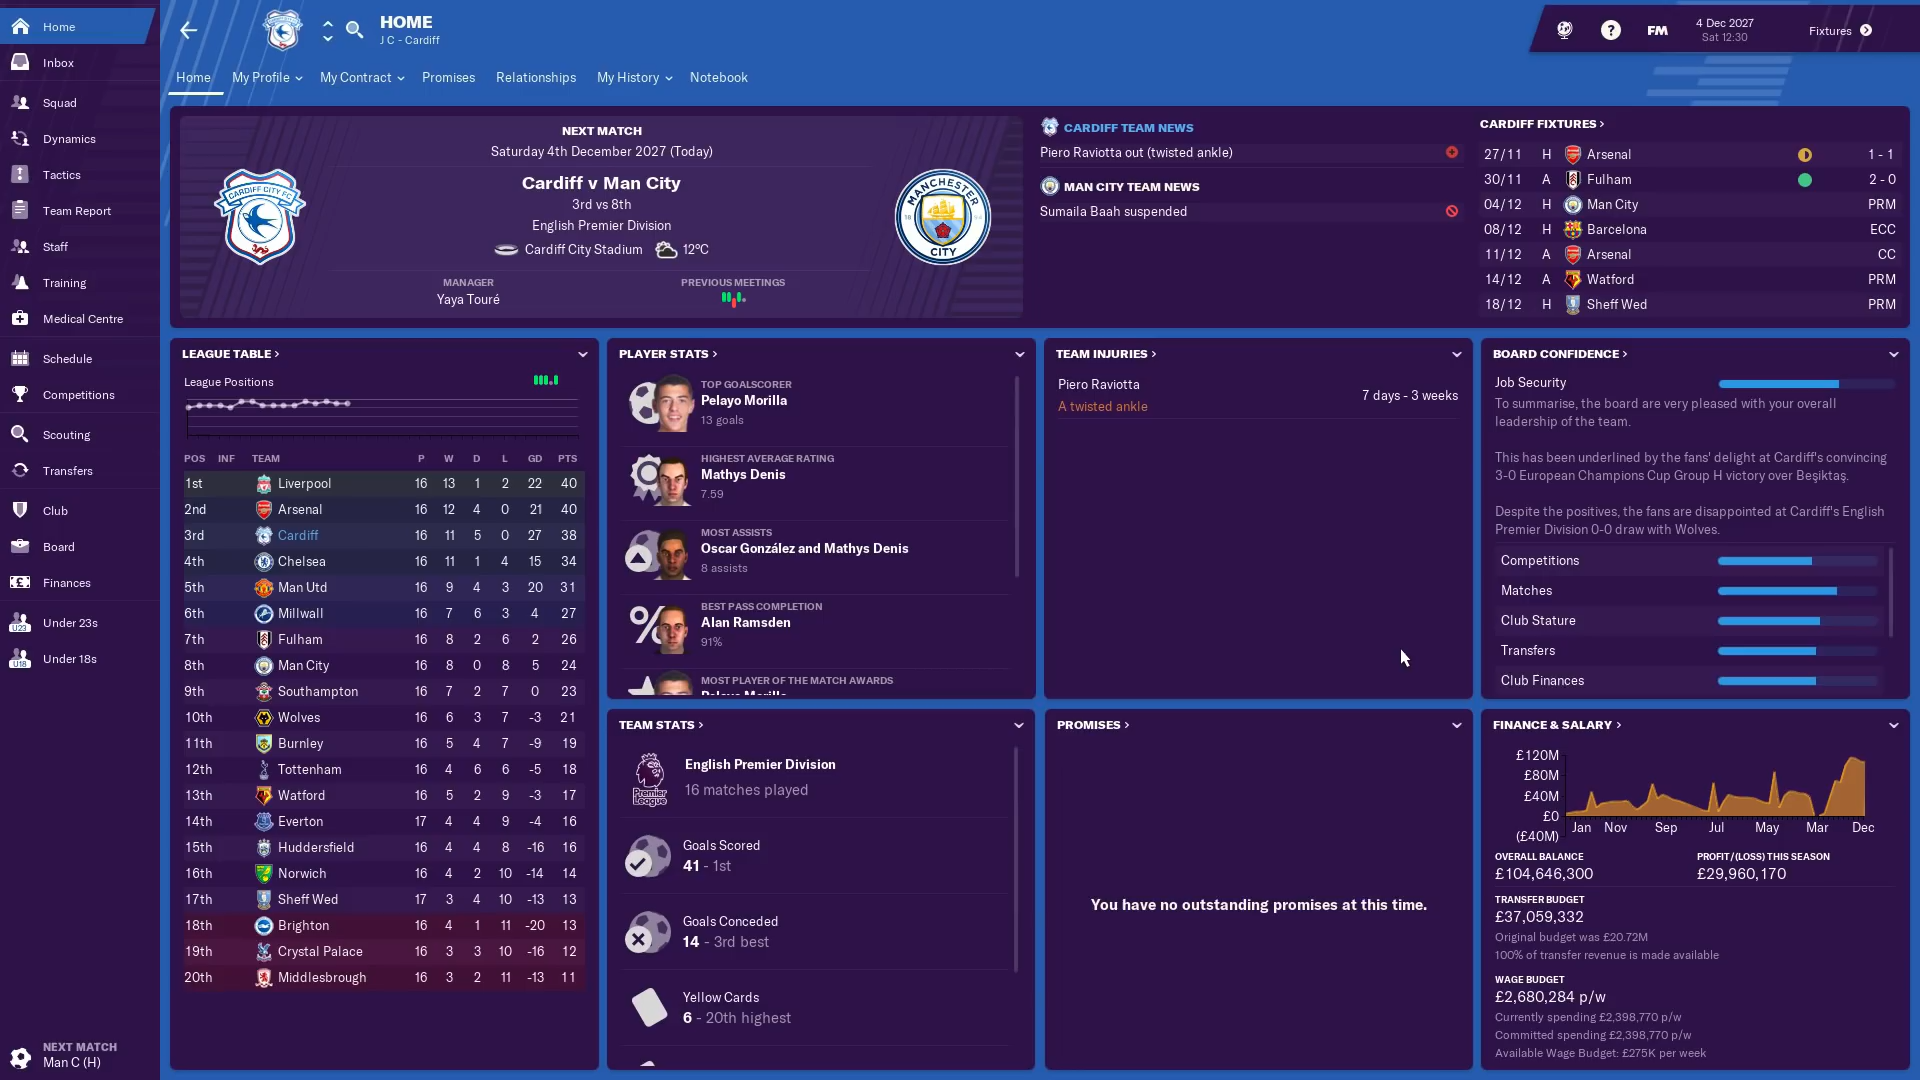 Home
Inbox
Squad
Dynamics
Tactics
Team Report
Staff
Training
Medical Centre
Schedule
Competitions
Scouting
Transfers
Club
Board
Finances
U23 Under 23s
U18 Under 18s
NEXT MATCH
Man C (H)
HOME
J C - Cardiff
FM
4 Dec 2027
Sat 12:30
Fixtures
Home My Profile My Contract Promises Relationships My History Notebook
NEXT MATCH
Saturday 4th December 2027 (Today)
Cardiff v Man City
3rd vs 8th
English Premier Division
Cardiff City Stadium 12ºC
MANAGER
Yaya Touré
PREVIOUS MEETINGS
CARDIFF CITY FC
MANCHESTER
CITY
CARDIFF TEAM NEWS
Piero Raviotta out (twisted ankle)
MAN CITY TEAM NEWS
Sumaila Baah suspended
CARDIFF FIXTURES >
27/11 H Arsenal 1 - 1
30/11 A Fulham 2 - 0
04/12 H Man City PRM
08/12 H Barcelona ECC
11/12 A Arsenal CC
14/12 A Watford PRM
18/12 H Sheff Wed PRM
LEAGUE TABLE >
League Positions
POS INF TEAM P W D L GD PTS
1st Liverpool 16 13 1 2 22 40
2nd Arsenal 16 12 4 0 21 40
3rd Cardiff 16 11 5 0 27 38
4th Chelsea 16 11 1 4 15 34
5th Man Utd 16 9 4 3 20 31
6th Millwall 16 7 6 3 4 27
7th Fulham 16 8 2 6 2 26
8th Man City 16 8 0 8 5 24
9th Southampton 16 7 2 7 0 23
10th Wolves 16 6 3 7 -3 21
11th Burnley 16 5 4 7 -9 19
12th Tottenham 16 4 6 6 -5 18
13th Watford 16 5 2 9 -3 17
14th Everton 17 4 4 9 -4 16
15th Huddersfield 16 4 4 8 -16 16
16th Norwich 16 4 2 10 -14 14
17th Sheff Wed 17 3 4 10 -13 13
18th Brighton 16 4 1 11 -20 13
19th Crystal Palace 16 3 3 10 -16 12
20th Middlesbrough 16 3 2 11 -13 11
PLAYER STATS >
TOP GOALSCORER
Pelayo Morilla
13 goals
HIGHEST AVERAGE RATING
Mathys Denis
7.59
MOST ASSISTS
Oscar González and Mathys Denis
8 assists
BEST PASS COMPLETION
Alan Ramsden
91%
MOST PLAYER OF THE MATCH AWARDS
Pelayo Morilla
TEAM INJURIES >
Piero Raviotta
A twisted ankle
7 days - 3 weeks
BOARD CONFIDENCE >
Job Security
To summarise, the board are very pleased with your overall
leadership of the team.
This has been underlined by the fans' delight at Cardiff's convincing
3-0 European Champions Cup Group H victory over Beşiktaş.
Despite the positives, the fans are disappointed at Cardiff's English
Premier Division 0-0 draw with Wolves.
Competitions
Matches
Club Stature
Transfers
Club Finances
TEAM STATS >
Premier
League
English Premier Division
16 matches played
Goals Scored
41 - 1st
Goals Conceded
14 - 3rd best
Yellow Cards
6 - 20th highest
PROMISES >
You have no outstanding promises at this time.
FINANCE & SALARY >
£120M
£80M
£40M
£0
(£40M)
Jan Nov Sep Jul May Mar Dec
OVERALL BALANCE
£104,646,300
PROFIT/(LOSS) THIS SEASON
£29,960,170
TRANSFER BUDGET
£37,059,332
Original budget was £20.72M
100% of transfer revenue is made available
WAGE BUDGET
£2,680,284 p/w
Currently spending £2,398,770 p/w
Committed spending £2,398,770 p/w
Available Wage Budget: £275K per week